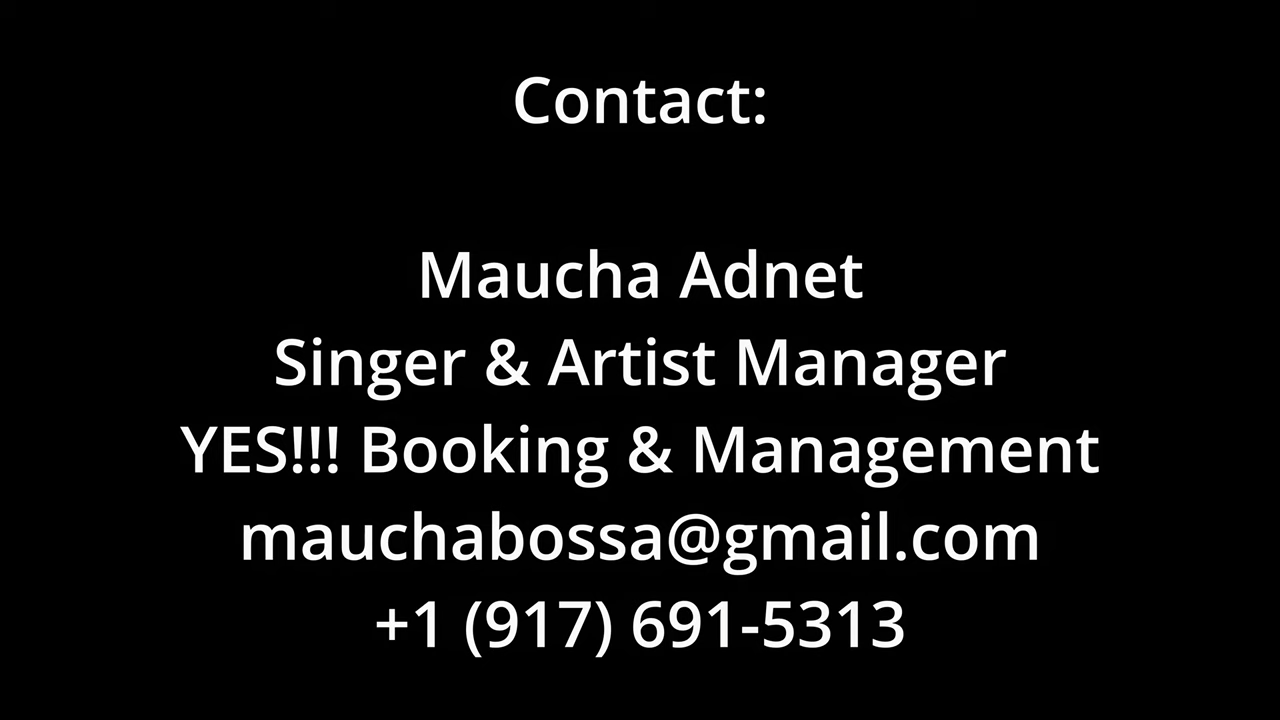 Contact:
Maucha Adnet
Singer & Artist Manager
YES!!! Booking & Management
mauchabossa@gmail.com
+1 (917) 691-5313